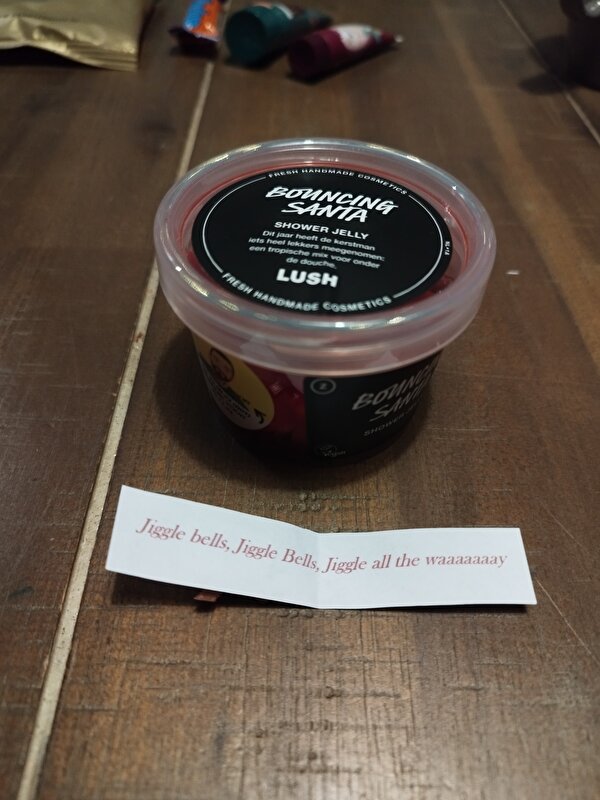 FRESH HANDMADE COSMETICS
BOUNCING
SANTA
SHOWER JELLY
Dit jaar heeft de kerstman
iets heel lekkers meegenomen:
een tropische mix voor onder
de douche.
LUSH
FRESH HANDMADE COSMETICS
BOUNCING
SANTA
SHOWER
Jiggle bells, Jiggle Bells, Jiggle all the waaaaaaay